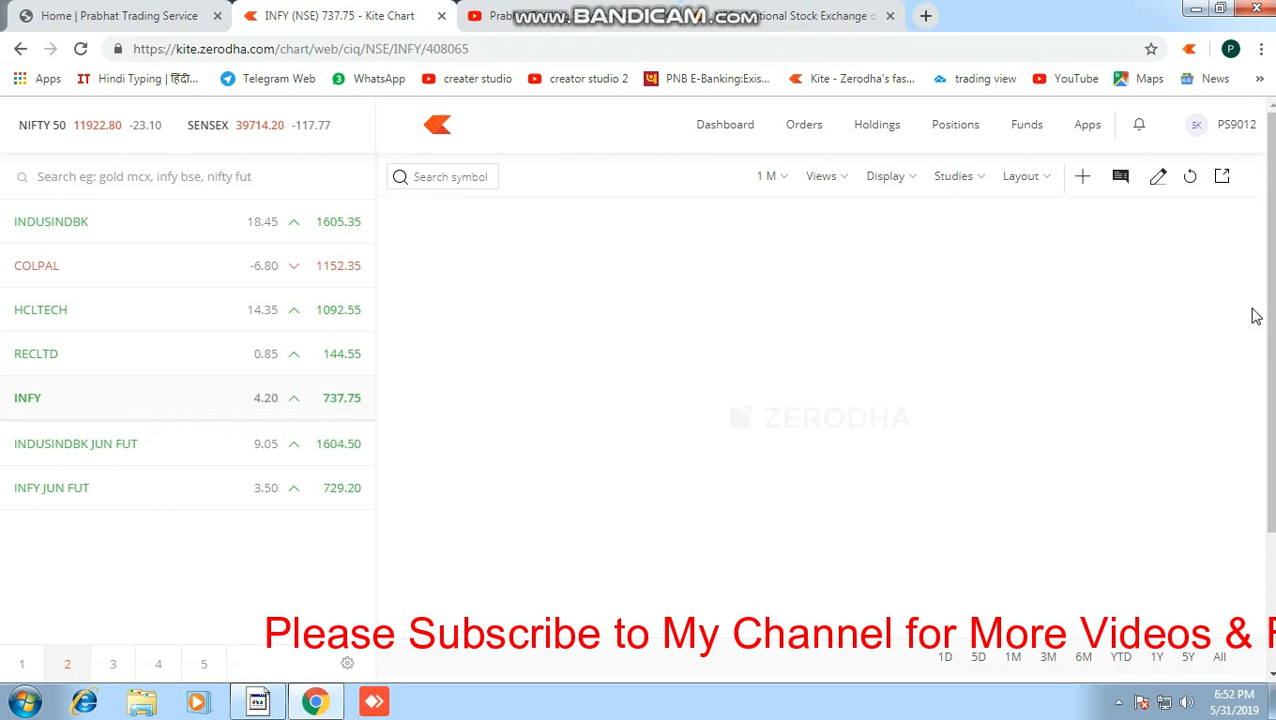 Home | Prabhat Trading Service
INFY (NSE) 737.75 - Kite Chart
www.BANDICAM.com
https://kite.zerodha.com/chart/web/ciq/NSE/INFY/408065
P
Apps
Hindi Typing | हिंदी...
Telegram Web
3
WhatsApp
creater studio
creator studio 2
PNB E-Banking:Exis...
Kite - Zerodha's fas...
trading view
YouTube
Maps
News
»
NIFTY 50 11922.80 -23.10
SENSEX 39714.20 -117.77
Dashboard
Orders
Holdings
Positions
Funds
Apps
SK
PS9012
Search eg: gold mcx, infy bse, nifty fut
Search symbol
1 M
Views
Display
Studies
Layout
INDUSINDBK 18.45 1605.35
COLPAL -6.80 1152.35
HCLTECH 14.35 1092.55
RECLTD 0.85 144.55
INFY 4.20 737.75
ZERODHA
INDUSINDBK JUN FUT 9.05 1604.50
INFY JUN FUT 3.50 729.20
Please Subscribe to My Channel for More Videos &
1 2 3 4 5
1D 5D 1M 3M 6M YTD 1Y 5Y All
6:52 PM
5/31/2019